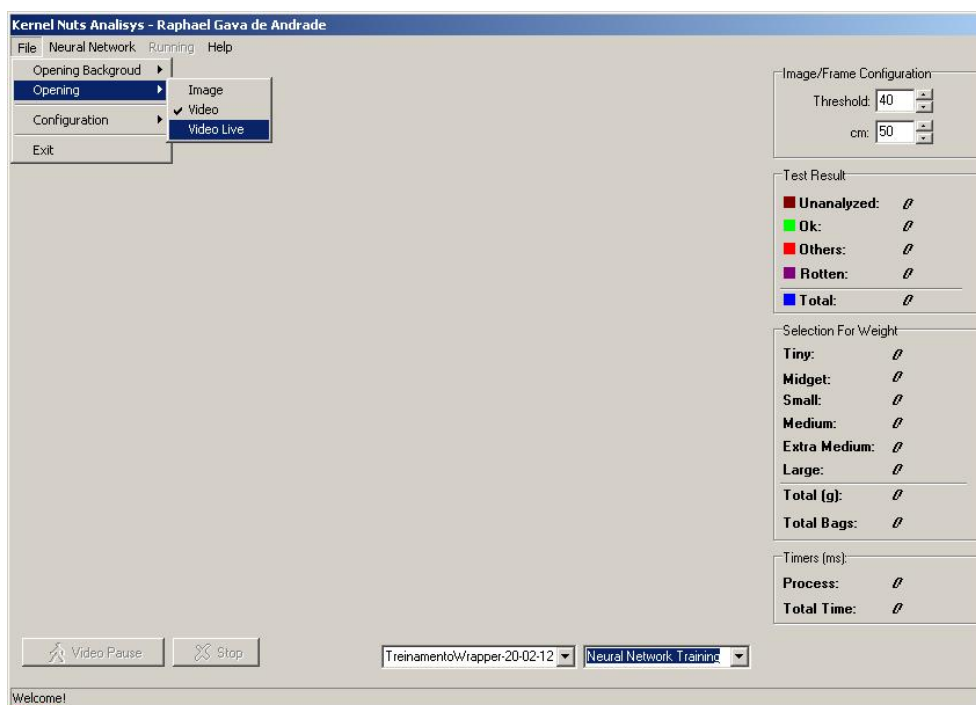 Kernel Nuts Analisys - Raphael Gava de Andrade
File Neural Network Running Help
Opening Backgroud
Opening
Configuration
Exit
Image
Video
Video Live
Image/Frame Configuration
Threshold: 40
cm: 50
Test Result
Unanalyzed: 0
Ok: 0
Others: 0
Rotten: 0
Total: 0
Selection For Weight
Tiny: 0
Midget: 0
Small: 0
Medium: 0
Extra Medium: 0
Large: 0
Total (g): 0
Total Bags: 0
Timers (ms):
Process: 0
Total Time: 0
Video Pause Stop TreinamentoWrapper-20-02-12 Neural Network Training
Welcome!